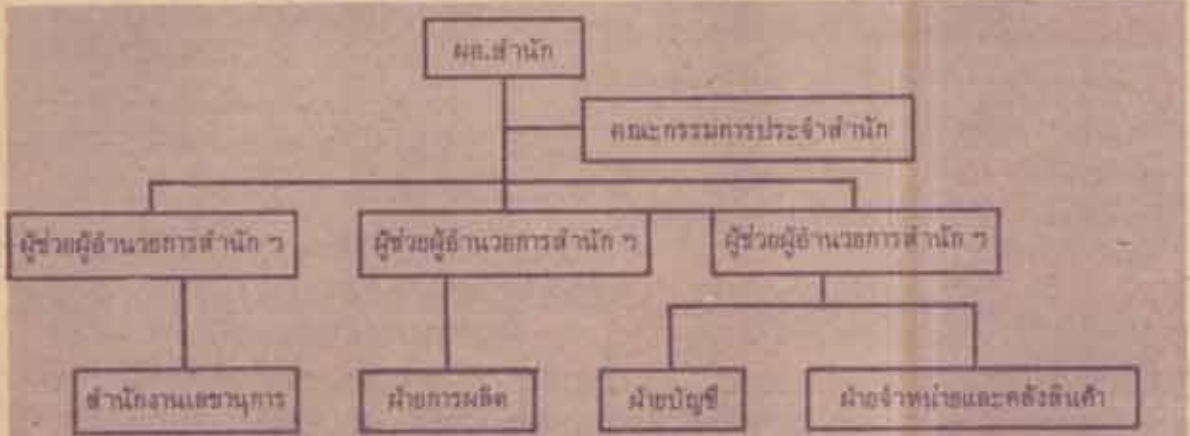 ผอ.สำนัก
คณะกรรมการประจำสำนัก
ผู้ช่วยผู้อำนวยการสำนัก ๆ
ผู้ช่วยผู้อำนวยการสำนัก ๆ
ผู้ช่วยผู้อำนวยการสำนัก ๆ
สำนักงานเลขานุการ
ฝ่ายการผลิต
ฝ่ายบัญชี
ฝ่ายจำหน่ายและคลังสินค้า